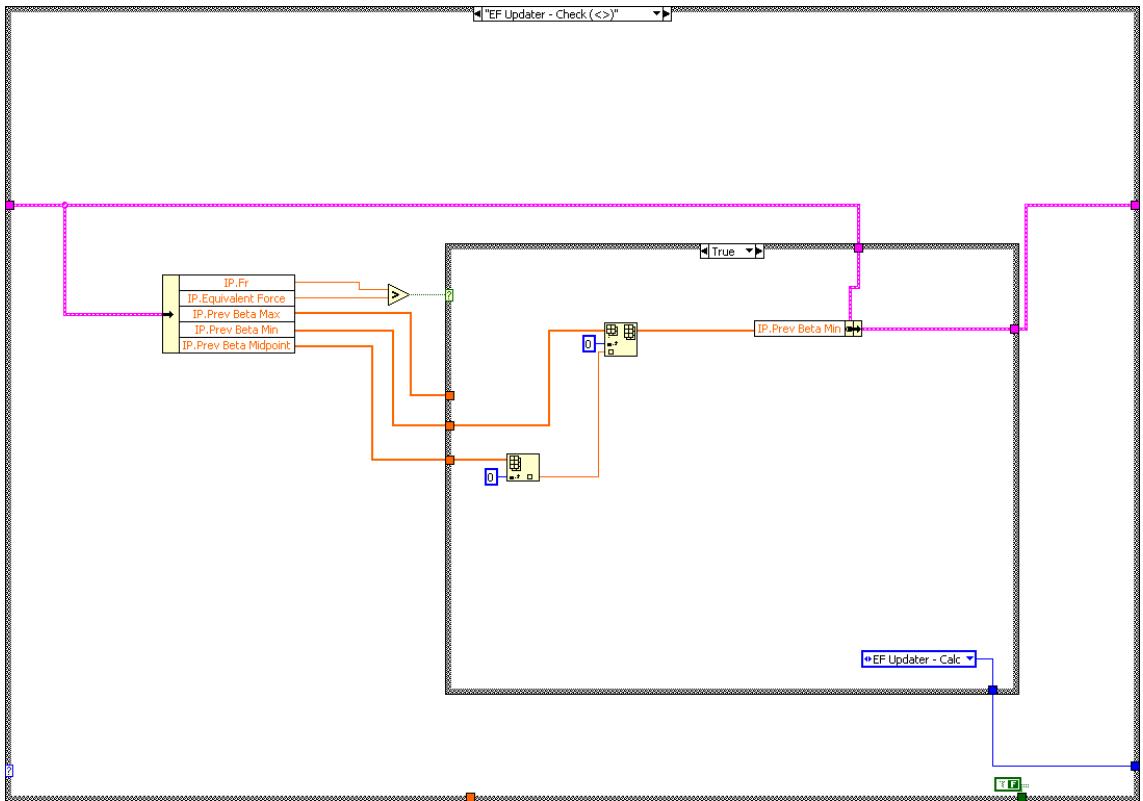 "EF Updater - Check (<>)"
True
IP.Fr
IP.Equivalent Force
IP.Prev Beta Max
IP.Prev Beta Min
IP.Prev Beta Midpoint
>
?
0
IP.Prev Beta Min
0
EF Updater - Calc
?
T F